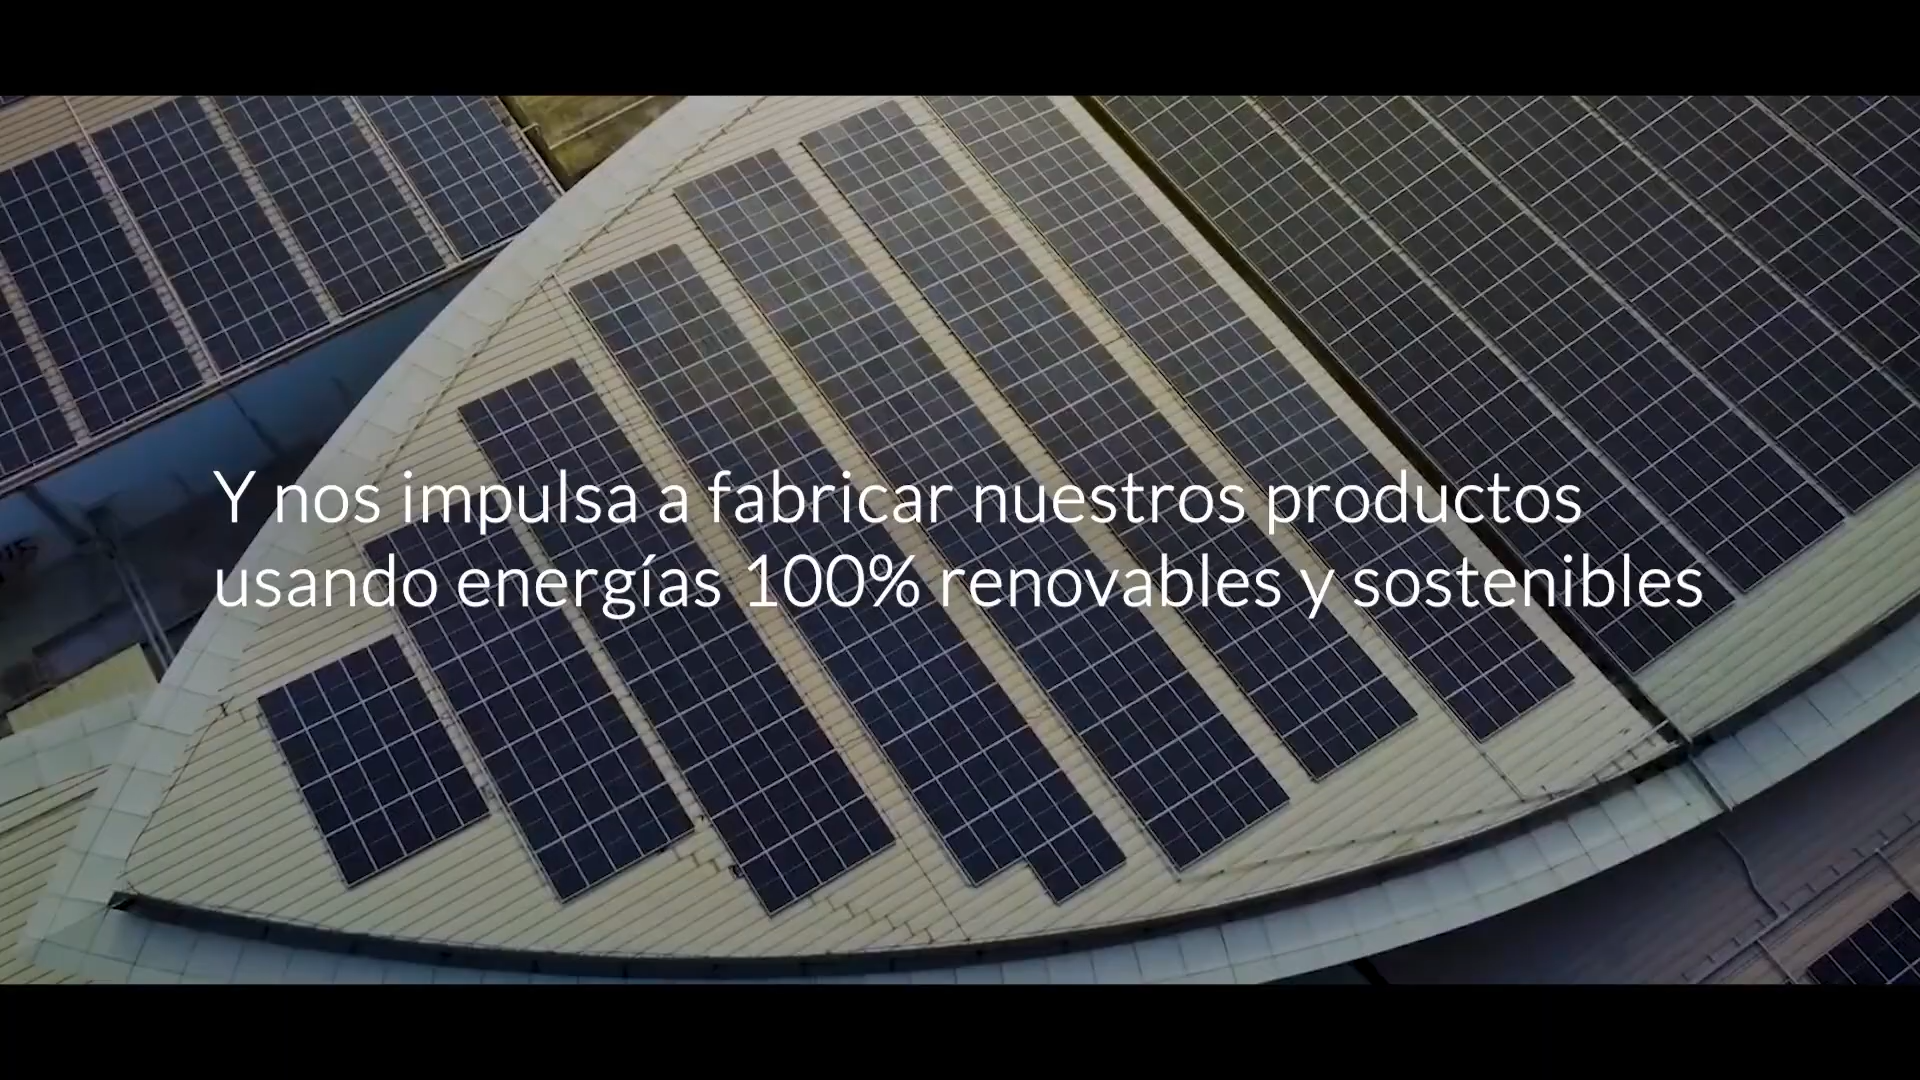 Y nos impulsa a fabricar nuestros productos
usando energías 100% renovables y sostenibles